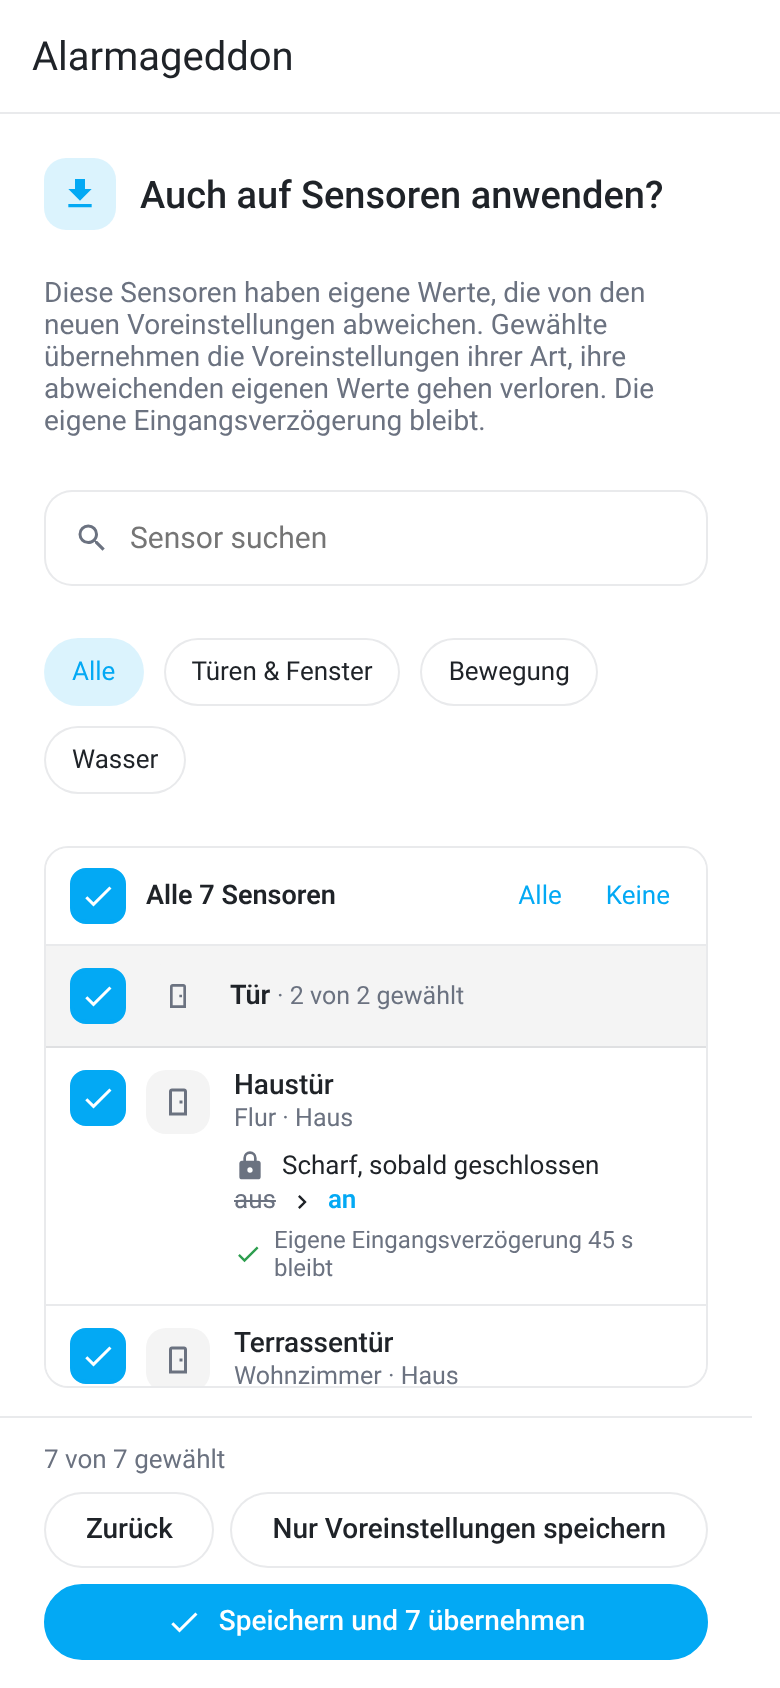 Alarmageddon
Auch auf Sensoren anwenden?
Diese Sensoren haben eigene Werte, die von den
neuen Voreinstellungen abweichen. Gewählte
übernehmen die Voreinstellungen ihrer Art, ihre
abweichenden eigenen Werte gehen verloren. Die
eigene Eingangsverzögerung bleibt.
Sensor suchen
Alle Türen & Fenster Bewegung
Wasser
Alle 7 Sensoren Alle Keine
Tür · 2 von 2 gewählt
Haustür
Flur · Haus
Scharf, sobald geschlossen
aus > an
Eigene Eingangsverzögerung 45 s
bleibt
Terrassentür
Wohnzimmer · Haus
7 von 7 gewählt
Zurück Nur Voreinstellungen speichern
Speichern und 7 übernehmen